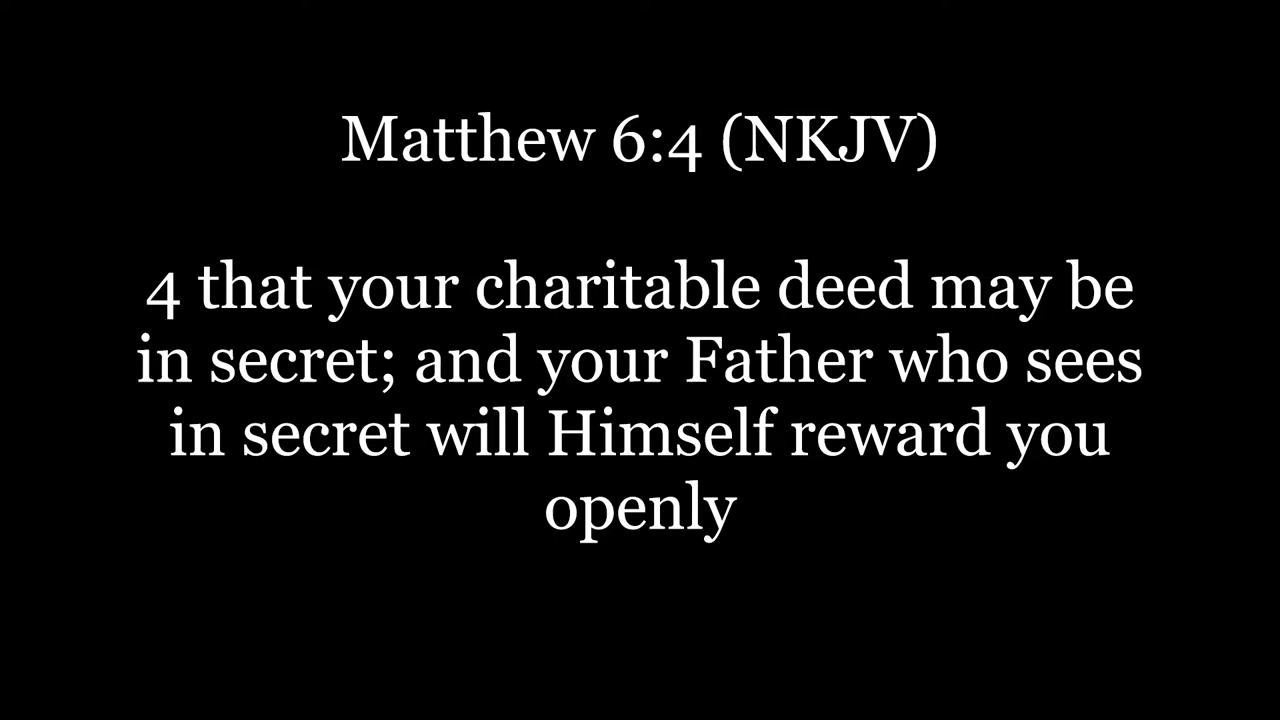 Matthew 6:4 (NKJV)
4 that your charitable deed may be
in secret; and your Father who sees
in secret will Himself reward you
openly